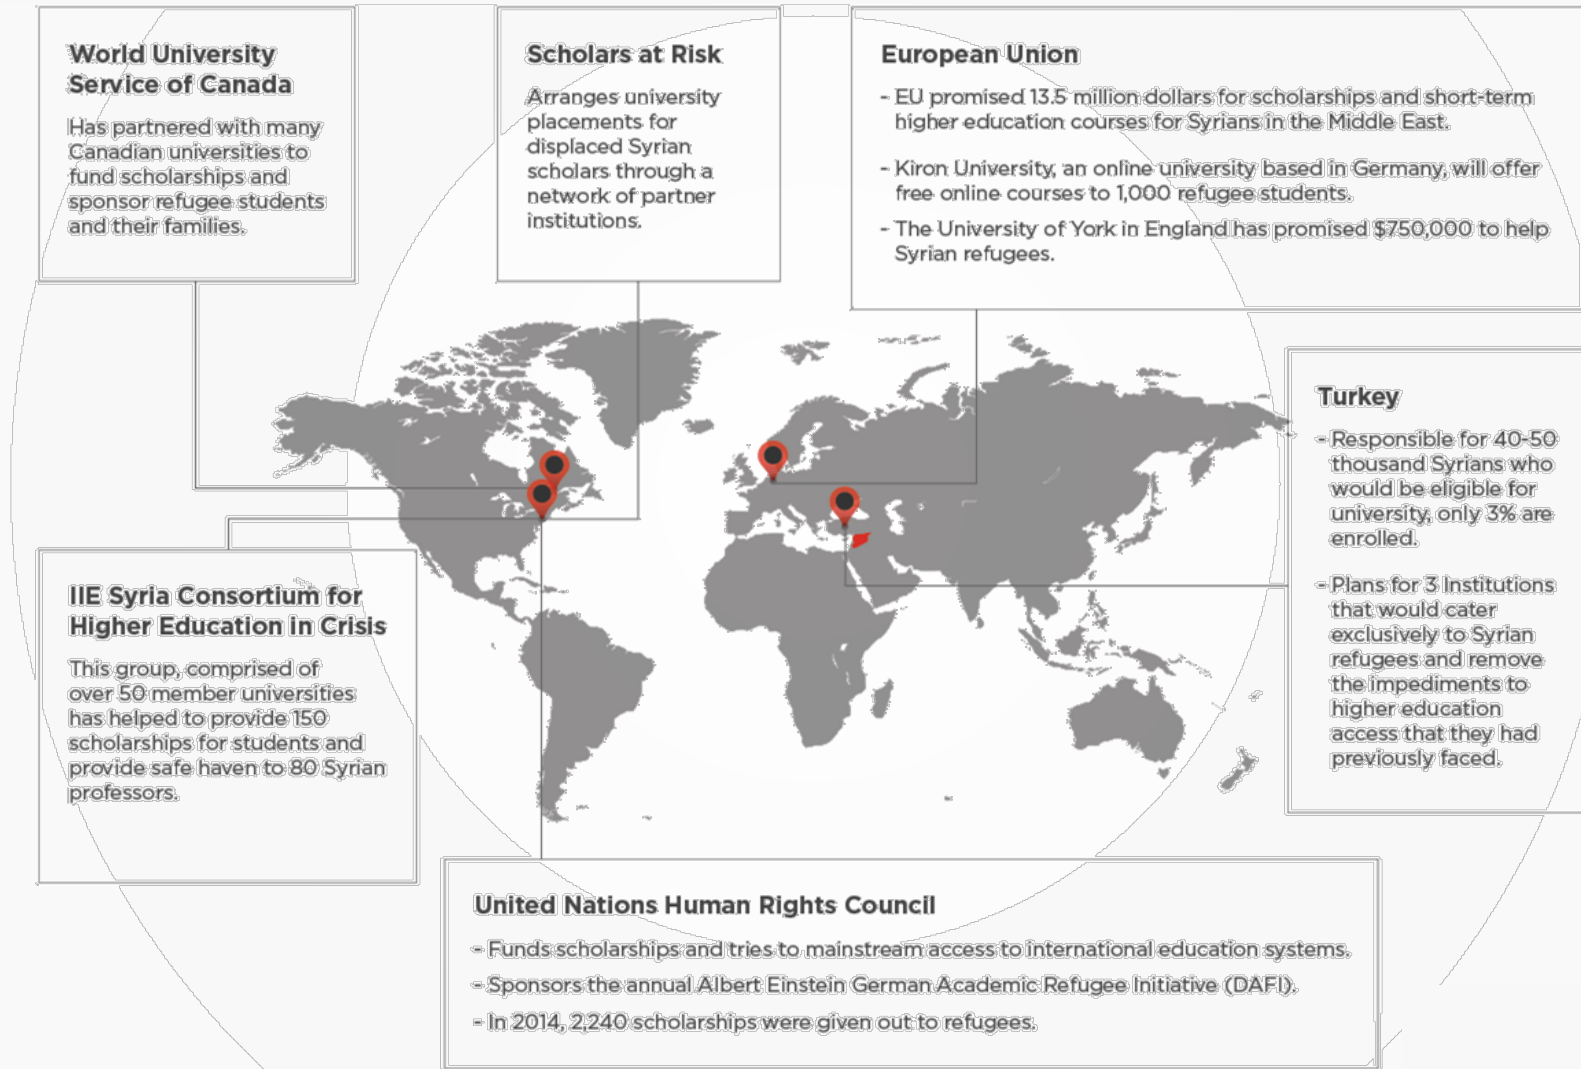 World University
Service of Canada
Has partnered with many
Canadian universities to
fund scholarships and
sponsor refugee students
and their families.
Scholars at Risk
Arranges university
placements for
displaced Syrian
scholars through a
network of partner
institutions.
European Union
- EU promised 13.5 million dollars for scholarships and short-term
higher education courses for Syrians in the Middle East.
- Kiron University, an online university based in Germany, will offer
free online courses to 1,000 refugee students.
- The University of York in England has promised $750,000 to help
Syrian refugees.
Turkey
- Responsible for 40-50
thousand Syrians who
would be eligible for
university, only 3% are
enrolled.
- Plans for 3 Institutions
that would cater
exclusively to Syrian
refugees and remove
the impediments to
higher education
access that they had
previously faced.
IIE Syria Consortium for
Higher Education in Crisis
This group, comprised of
over 50 member universities
has helped to provide 150
scholarships for students and
provide safe haven to 80 Syrian
professors.
United Nations Human Rights Council
- Funds scholarships and tries to mainstream access to international education systems.
- Sponsors the annual Albert Einstein German Academic Refugee Initiative (DAFI).
- In 2014, 2,240 scholarships were given out to refugees.